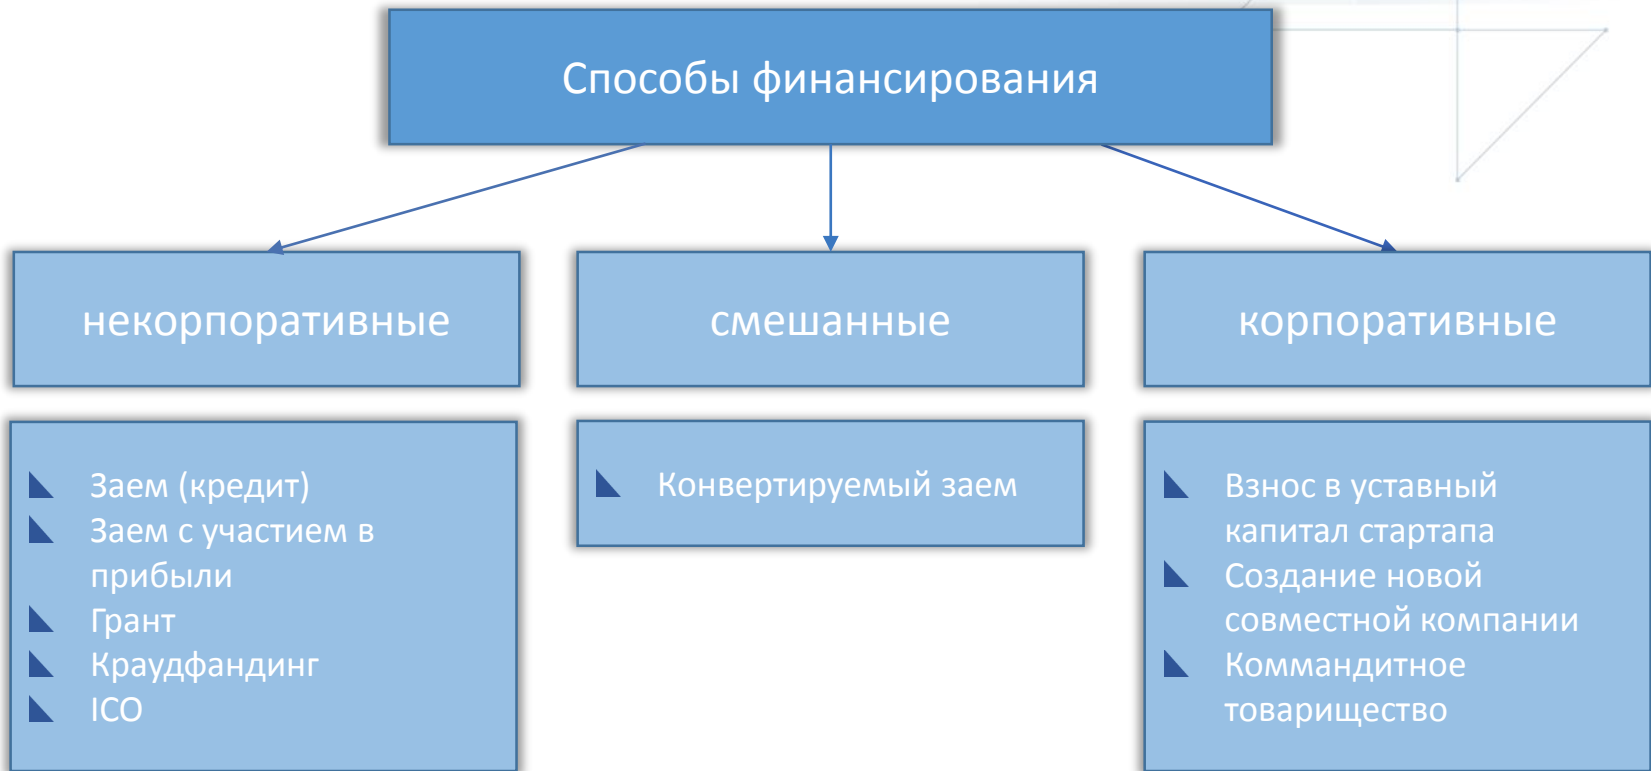 Способы финансирования
некорпоративные
смешанные
корпоративные
Заем (кредит)
Заем с участием в
прибыли
Грант
Краудфандинг
ICO
Конвертируемый заем
Взнос в уставный
капитал стартапа
Создание новой
совместной компании
Коммандитное
товарищество